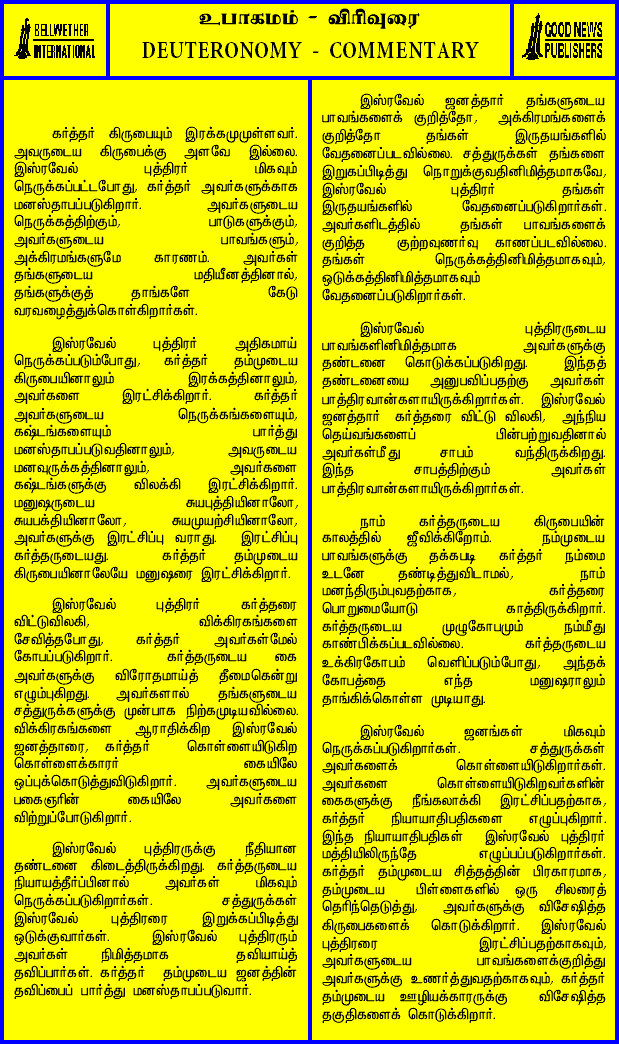 BELLWETHER
INTERNATIONAL
உபாகமம் - விரிவுரை
DEUTERONOMY - COMMENTARY
GOOD NEWS
PUBLISHERS
கர்த்தர் கிருபையும் இரக்கமுமுள்ளவர்.
அவருடைய கிருபைக்கு அளவே இல்லை.
இஸ்ரவேல் புத்திரர் மிகவும்
நெருக்கப்பட்டபோது, கர்த்தர் அவர்களுக்காக
மனஸ்தாபப்படுகிறார். அவர்களுடைய
நெருக்கத்திற்கும், பாடுகளுக்கும்,
அவர்களுடைய பாவங்களும்,
அக்கிரமங்களுமே காரணம். அவர்கள்
தங்களுடைய மதியீனத்தினால்,
தங்களுக்குத் தாங்களே கேடு
வரவழைத்துக்கொள்கிறார்கள்.
இஸ்ரவேல் புத்திரர் அதிகமாய்
நெருக்கப்படும்போது, கர்த்தர் தம்முடைய
கிருபையினாலும் இரக்கத்தினாலும்,
அவர்களை இரட்சிக்கிறார். கர்த்தர்
அவர்களுடைய நெருக்கங்களையும்,
கஷ்டங்களையும் பார்த்து
மனஸ்தாபப்படுவதினாலும், அவருடைய
மனவுருக்கத்தினாலும், அவர்களை
கஷ்டங்களுக்கு விலக்கி இரட்சிக்கிறார்.
மனுஷருடைய சுயபுத்தியினாலோ,
சுயபக்தியினாலோ, சுயமுயற்சியினாலோ,
அவர்களுக்கு இரட்சிப்பு வராது. இரட்சிப்பு
கர்த்தருடையது. கர்த்தர் தம்முடைய
கிருபையினாலேயே மனுஷரை இரட்சிக்கிறார்.
இஸ்ரவேல் புத்திரர் கர்த்தரை
விட்டுவிலகி, விக்கிரகங்களை
சேவித்தபோது, கர்த்தர் அவர்கள்மேல்
கோபப்படுகிறார். கர்த்தருடைய கை
அவர்களுக்கு விரோதமாய்த் தீமைகென்று
எழும்புகிறது. அவர்களால் தங்களுடைய
சத்துருக்களுக்கு முன்பாக நிற்கமுடியவில்லை.
விக்கிரகங்களை ஆராதிக்கிற இஸ்ரவேல்
ஜனத்தாரை, கர்த்தர் கொள்ளையிடுகிற
கொள்ளைக்காரர் கையிலே
ஒப்புக்கொடுத்துவிடுகிறார். அவர்களுடைய
பகைஞரின் கையிலே அவர்களை
விற்றுப்போடுகிறார்.
இஸ்ரவேல் புத்திரருக்கு நீதியான
தண்டனை கிடைத்திருக்கிறது. கர்த்தருடைய
நியாயத்தீர்ப்பினால் அவர்கள் மிகவும்
நெருக்கப்படுகிறார்கள். சத்துருக்கள்
இஸ்ரவேல் புத்திரரை இறுக்கப்பிடித்து
ஒடுக்குவார்கள். இஸ்ரவேல் புத்திரரும்
அவர்கள் நிமித்தமாக தவியாய்த்
தவிப்பார்கள். கர்த்தர் தம்முடைய ஜனத்தின்
தவிப்பைப் பார்த்து மனஸ்தாபப்படுவார்.
இஸ்ரவேல் ஜனத்தார் தங்களுடைய
பாவங்களைக் குறித்தோ, அக்கிரமங்களைக்
குறித்தோ தங்கள் இருதயங்களில்
வேதனைப்படவில்லை. சத்துருக்கள் தங்களை
இறுகப்பிடித்து நொறுக்குவதினிமித்தமாகவே,
இஸ்ரவேல் புத்திரர் தங்கள்
இருதயங்களில் வேதனைப்படுகிறார்கள்.
அவர்களிடத்தில் தங்கள் பாவங்களைக்
குறித்த குற்றவுணர்வு காணப்படவில்லை.
தங்கள் நெருக்கத்தினிமித்தமாகவும்,
ஒடுக்கத்தினிமித்தமாகவும்
வேதனைப்படுகிறார்கள்.
இஸ்ரவேல் புத்திரருடைய
பாவங்களினிமித்தமாக அவர்களுக்கு
தண்டனை கொடுக்கப்படுகிறது. இந்தத்
தண்டனையை அனுபவிப்பதற்கு அவர்கள்
பாத்திரவான்களாயிருக்கிறார்கள். இஸ்ரவேல்
ஜனத்தார் கர்த்தரை விட்டு விலகி, அந்நிய
தெய்வங்களைப் பின்பற்றுவதினால்
அவர்கள்மீது சாபம் வந்திருக்கிறது.
இந்த சாபத்திற்கும் அவர்கள்
பாத்திரவான்களாயிருக்கிறார்கள்.
நாம் கர்த்தருடைய கிருபையின்
காலத்தில் ஜீவிக்கிறோம். நம்முடைய
பாவங்களுக்கு தக்கபடி கர்த்தர் நம்மை
உடனே தண்டித்துவிடாமல், நாம்
மனந்திரும்புவதற்காக, கர்த்தரை
பொறுமையோடு காத்திருக்கிறார்.
கர்த்தருடைய முழுகோபமும் நம்மீது
காண்பிக்கப்படவில்லை. கர்த்தருடைய
உக்கிரகோபம் வெளிப்படும்போது, அந்தக்
கோபத்தை எந்த மனுஷராலும்
தாங்கிக்கொள்ள முடியாது.
இஸ்ரவேல் ஜனங்கள் மிகவும்
நெருக்கப்படுகிறார்கள். சத்துருக்கள்
அவர்களைக் கொள்ளையிடுகிறார்கள்.
அவர்களை கொள்ளையிடுகிறவர்களின்
கைகளுக்கு நீங்கலாக்கி இரட்சிப்பதற்காக,
கர்த்தர் நியாயாதிபதிகளை எழுப்புகிறார்.
இந்த நியாயாதிபதிகள் இஸ்ரவேல் புத்திரர்
மத்தியிலிருந்தே எழுப்பப்படுகிறார்கள்.
கர்த்தர் தம்முடைய சித்தத்தின் பிரகாரமாக,
தம்முடைய பிள்ளைகளில் ஒரு சிலரைத்
தெரிந்தெடுத்து, அவர்களுக்கு விசேஷித்த
கிருபைகளைக் கொடுக்கிறார். இஸ்ரவேல்
புத்திரரை இரட்சிப்பதற்காகவும்,
அவர்களுடைய பாவங்களைக்குறித்து
அவர்களுக்கு உணர்த்துவதற்காகவும், கர்த்தர்
தம்முடைய ஊழியக்காரருக்கு விசேஷித்த
தகுதிகளைக் கொடுக்கிறார்.